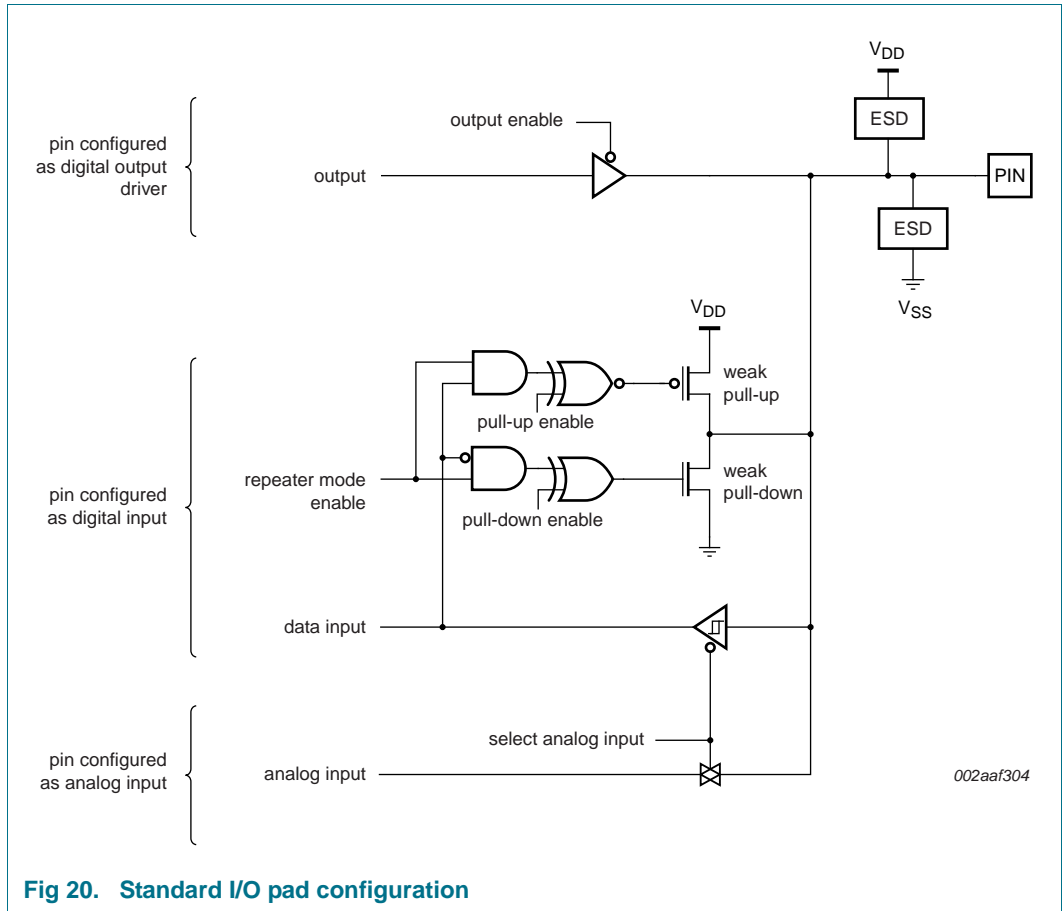 VDD
ESD
PIN
ESD
VSS
pin configured
as digital output
driver
output enable
output
VDD
weak
pull-up
pull-up enable
weak
pull-down
pull-down enable
repeater mode
enable
pin configured
as digital input
data input
select analog input
pin configured
as analog input
analog input
002aaf304
Fig 20. Standard I/O pad configuration